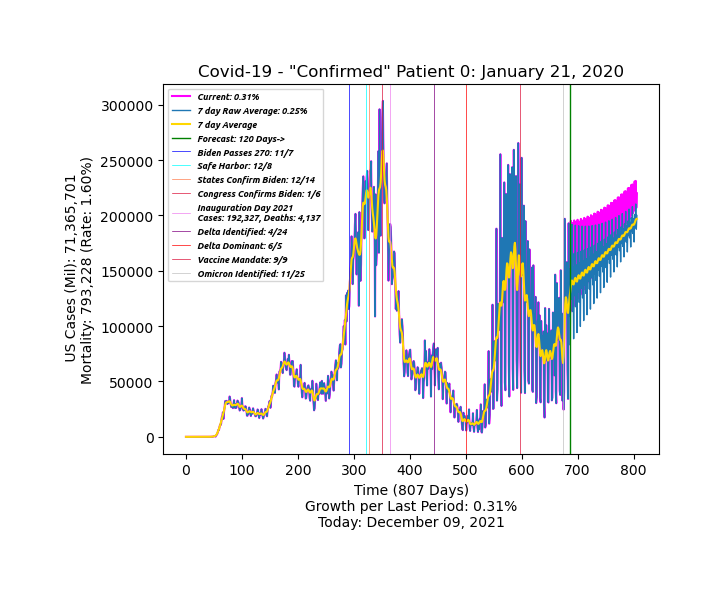 Covid-19 - "Confirmed" Patient 0: January 21, 2020
US Cases (Mil): 71,365,701
Mortality: 793,228 (Rate: 1.60%)
300000
250000
200000
150000
100000
50000
0
Current: 0.31%
7 day Raw Average: 0.25%
7 day Average
Forecast: 120 Days->
Biden Passes 270: 11/7
Safe Harbor: 12/8
States Confirm Biden: 12/14
Congress Confirms Biden: 1/6
Inauguration Day 2021
Cases: 192,327, Deaths: 4,137
Delta Identified: 4/24
Delta Dominant: 6/5
Vaccine Mandate: 9/9
Omicron Identified: 11/25
0 100 200 300 400 500 600 700 800
Time (807 Days)
Growth per Last Period: 0.31%
Today: December 09, 2021